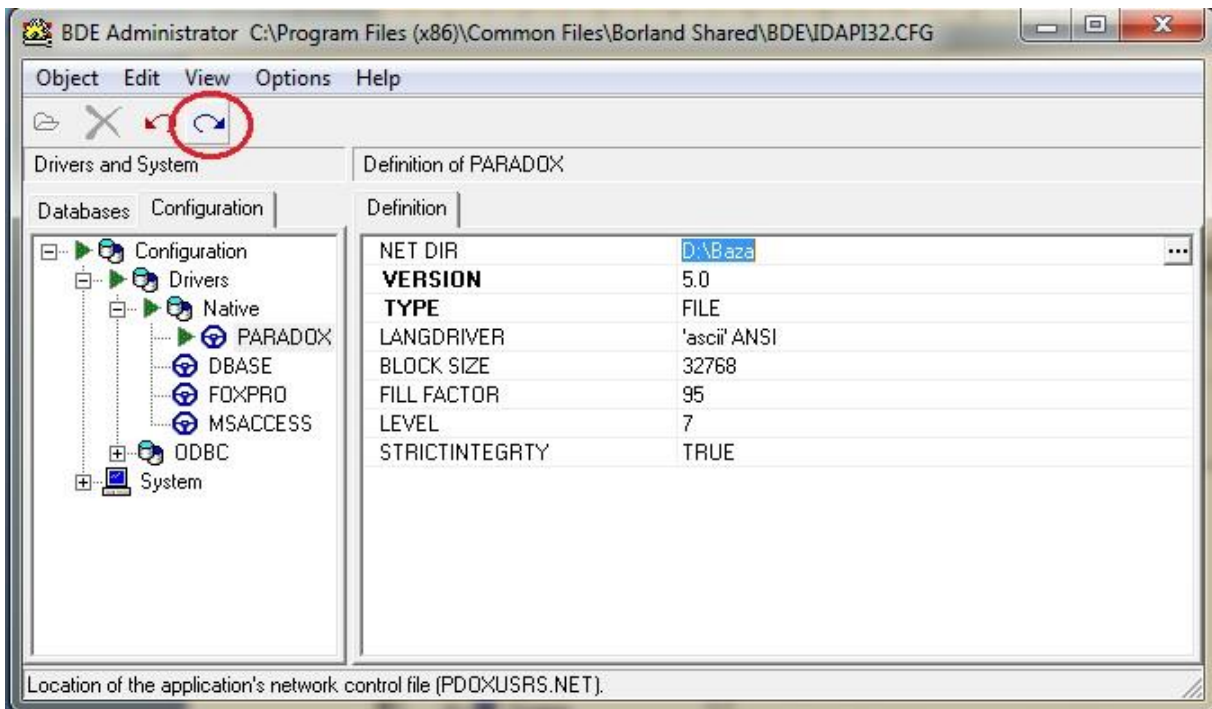 BDE Administrator C:\Program Files (x86)\Common Files\Borland Shared\BDE\IDAPI32.CFG
Object Edit View Options Help
Drivers and System
Definition of PARADOX
Databases Configuration
Definition
Configuration
Drivers
Native
PARADOX
DBASE
FOXPRO
MSACCESS
ODBC
System
NET DIR D:\Baza ...
VERSION 5.0
TYPE FILE
LANGDRIVER 'ascii' ANSI
BLOCK SIZE 32768
FILL FACTOR 95
LEVEL 7
STRICTINTEGRTY TRUE
Location of the application's network control file (PDOXUSRS.NET).